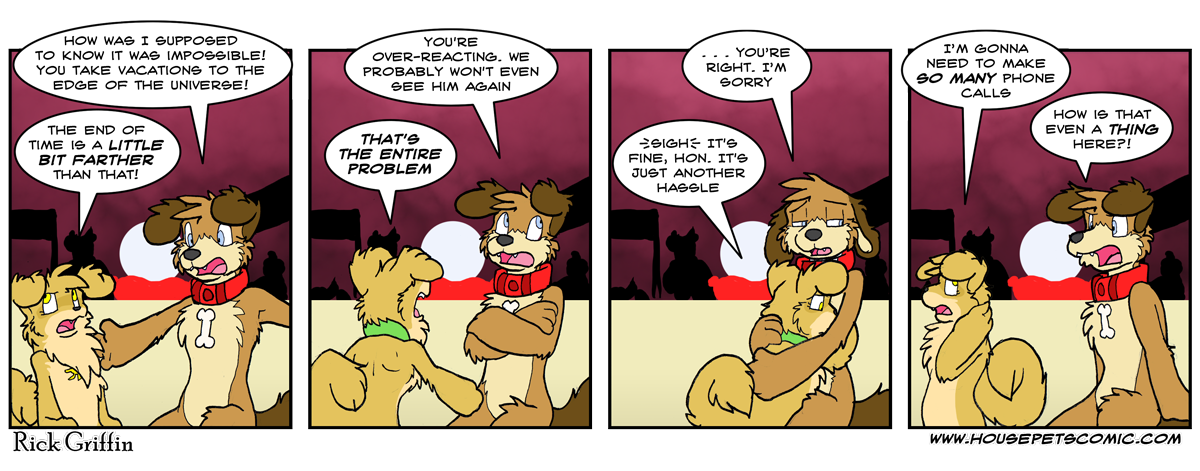 HOW WAS I SUPPOSED
TO KNOW IT WAS IMPOSSIBLE!
YOU TAKE VACATIONS TO THE
EDGE OF THE UNIVERSE!
THE END OF
TIME IS A LITTLE
BIT FARTHER
THAN THAT!
YOU'RE
OVER-REACTING. WE
PROBABLY WON'T EVEN
SEE HIM AGAIN
THAT'S
THE ENTIRE
PROBLEM
. . . YOU'RE
RIGHT. I'M
SORRY
>SIGH< IT'S
FINE, HON. IT'S
JUST ANOTHER
HASSLE
I'M GONNA
NEED TO MAKE
SO MANY PHONE
CALLS
HOW IS THAT
EVEN A THING
HERE?!
Rick Griffin
WWW.HOUSEPETSCOMIC.COM